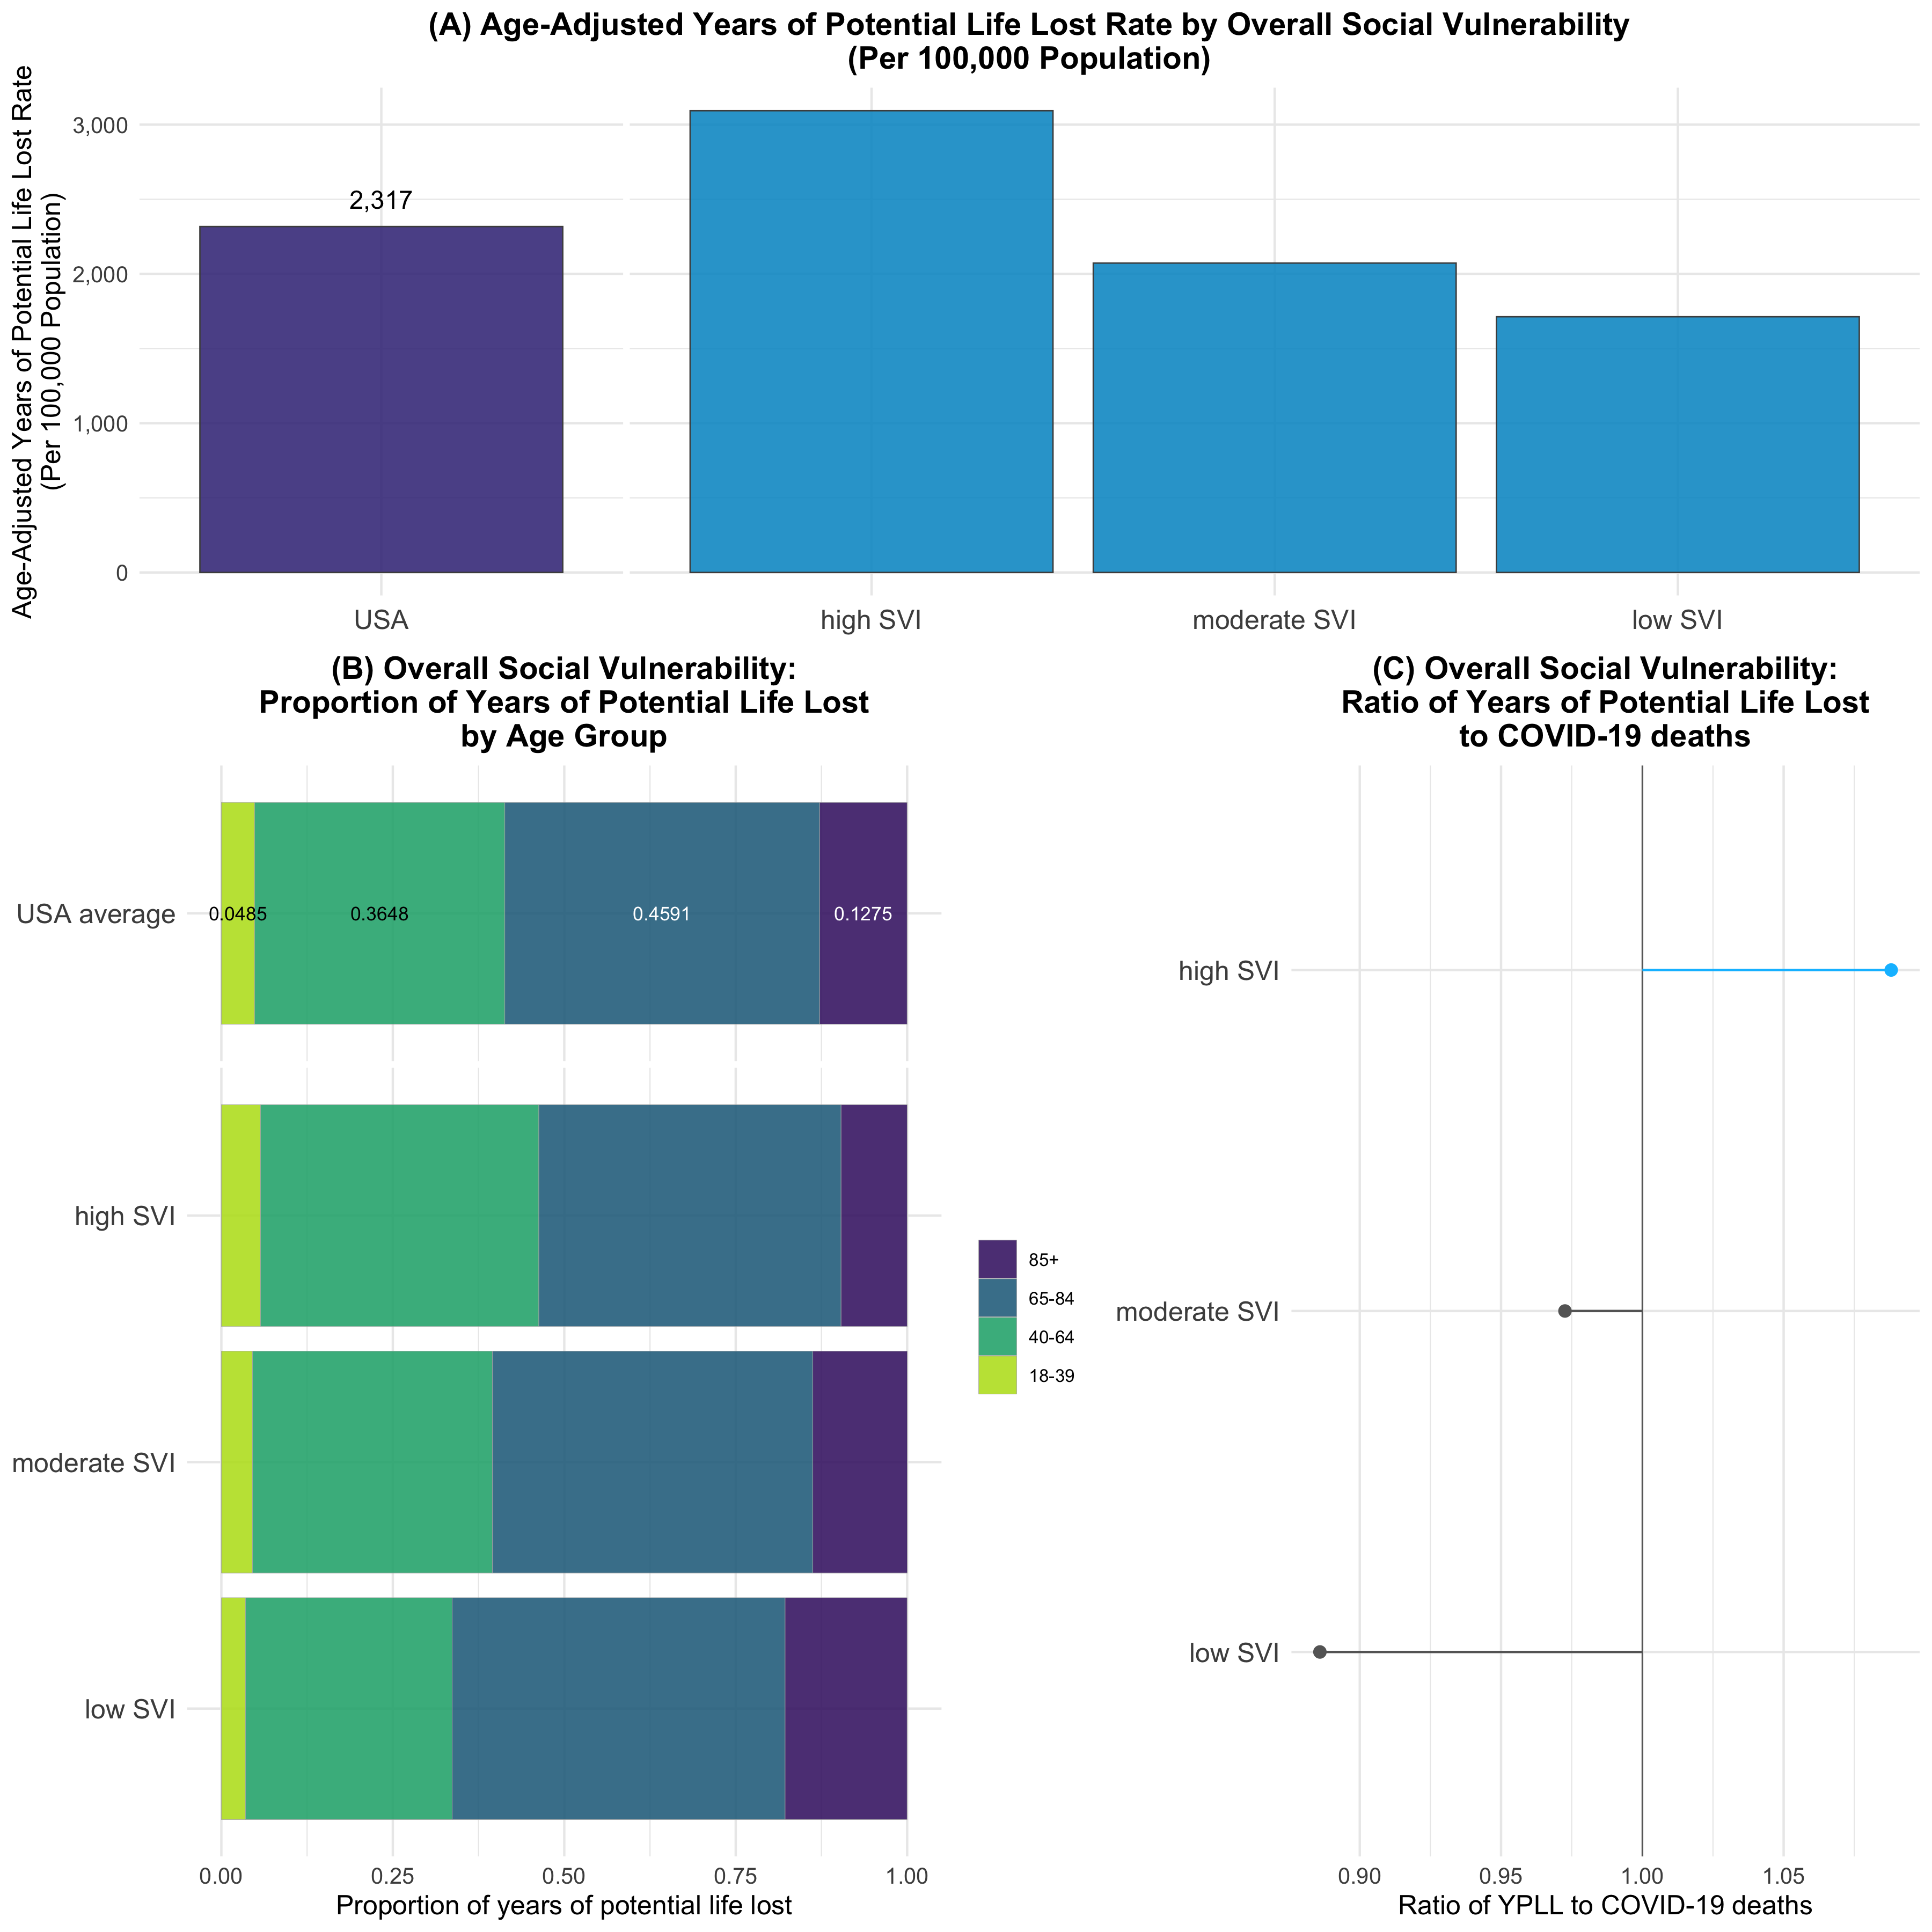 (A) Age-Adjusted Years of Potential Life Lost Rate by Overall Social Vulnerability
(Per 100,000 Population)
Age-Adjusted Years of Potential Life Lost Rate
(Per 100,000 Population)
3,000
2,000
1,000
0
2,317
USA
high SVI
moderate SVI
low SVI
(B) Overall Social Vulnerability:
Proportion of Years of Potential Life Lost
by Age Group
USA average
0.0485
0.3648
0.4591
0.1275
high SVI
moderate SVI
low SVI
0.00
0.25
0.50
0.75
1.00
Proportion of years of potential life lost
85+
65-84
40-64
18-39
(C) Overall Social Vulnerability:
Ratio of Years of Potential Life Lost
to COVID-19 deaths
high SVI
moderate SVI
low SVI
0.90
0.95
1.00
1.05
Ratio of YPLL to COVID-19 deaths